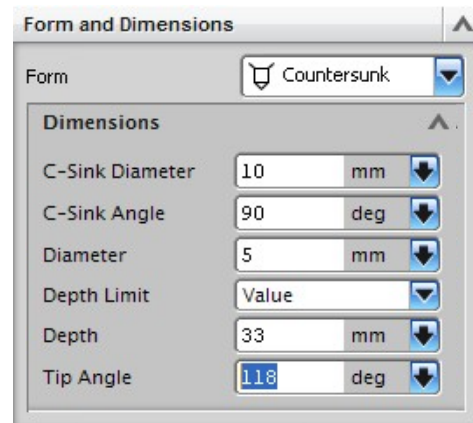 Form and Dimensions
Form Countersunk
Dimensions
C-Sink Diameter 10 mm
C-Sink Angle 90 deg
Diameter 5 mm
Depth Limit Value
Depth 33 mm
Tip Angle 118 deg